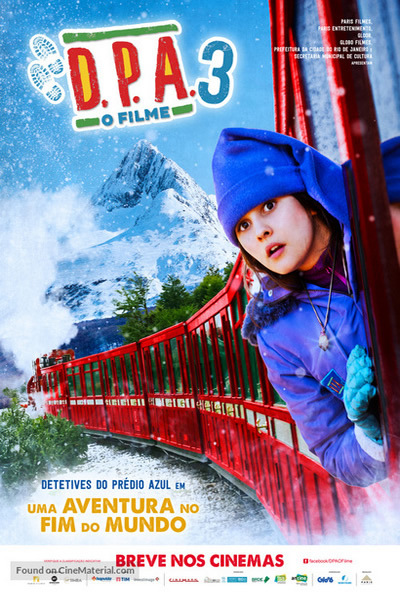 PARIS FILMES,
PARIS ENTRETENIMENTO,
GLOOB,
GLOBO FILMES,
PREFEITURA DA CIDADE DO RIO DE JANEIRO E
SECRETARIA MUNICIPAL DE CULTURA
APRESENTAM
D.P.A.3
O FILME
DETETIVES DO PRÉDIO AZUL EM
UMA AVENTURA NO
FIM DO MUNDO
BREVE NOS CINEMAS
facebook/DPAOFilme
TIM
Found on CineMaterial.com